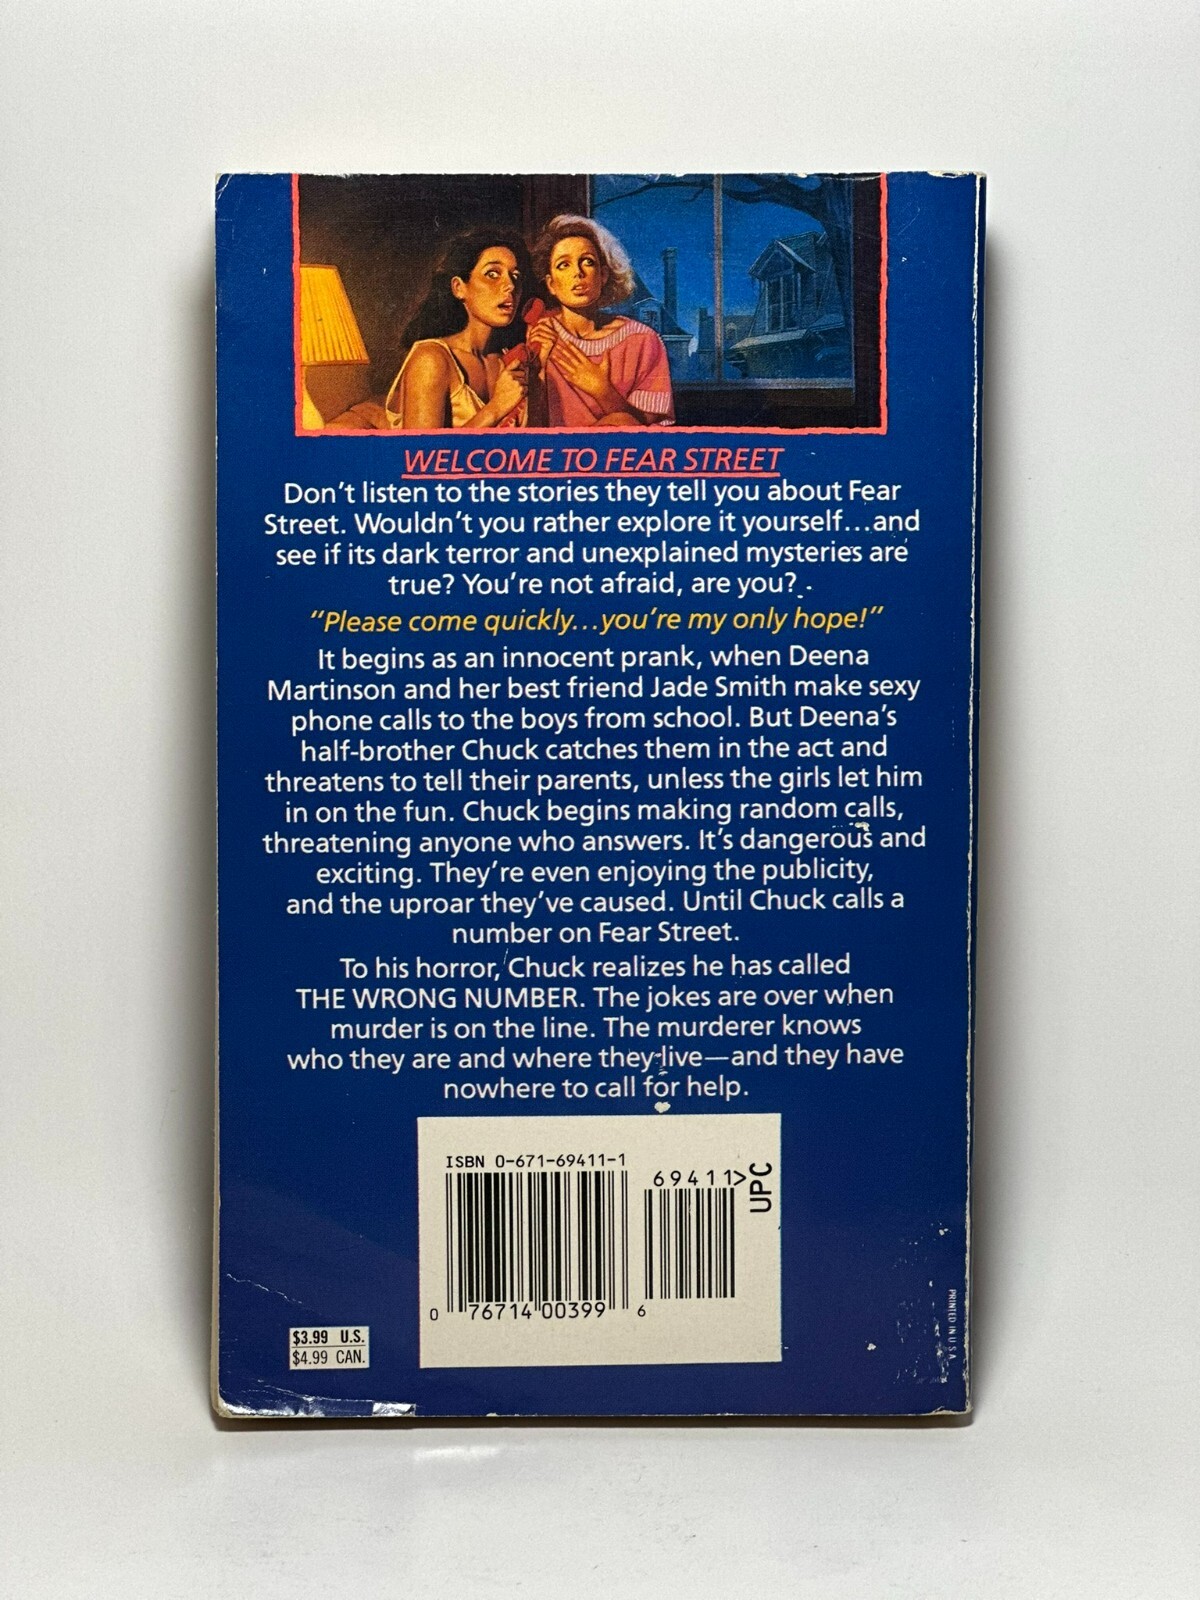 WELCOME TO FEAR STREET
Don't listen to the stories they tell you about Fear
Street. Wouldn't you rather explore it yourself...and
see if its dark terror and unexplained mysteries are
true? You're not afraid, are you?
"Please come quickly...you're my only hope!"
It begins as an innocent prank, when Deena
Martinson and her best friend Jade Smith make sexy
phone calls to the boys from school. But Deena's
half-brother Chuck catches them in the act and
threatens to tell their parents, unless the girls let him
in on the fun. Chuck begins making random calls,
threatening anyone who answers. It's dangerous and
exciting. They're even enjoying the publicity,
and the uproar they've caused. Until Chuck calls a
number on Fear Street.
To his horror, Chuck realizes he has called
THE WRONG NUMBER. The jokes are over when
murder is on the line. The murderer knows
who they are and where they live—and they have
nowhere to call for help.
ISBN 0-671-69411-1
69411>
UPC
0 76714 00399 6
$3.99 U.S.
$4.99 CAN.
PRINTED IN U.S.A.